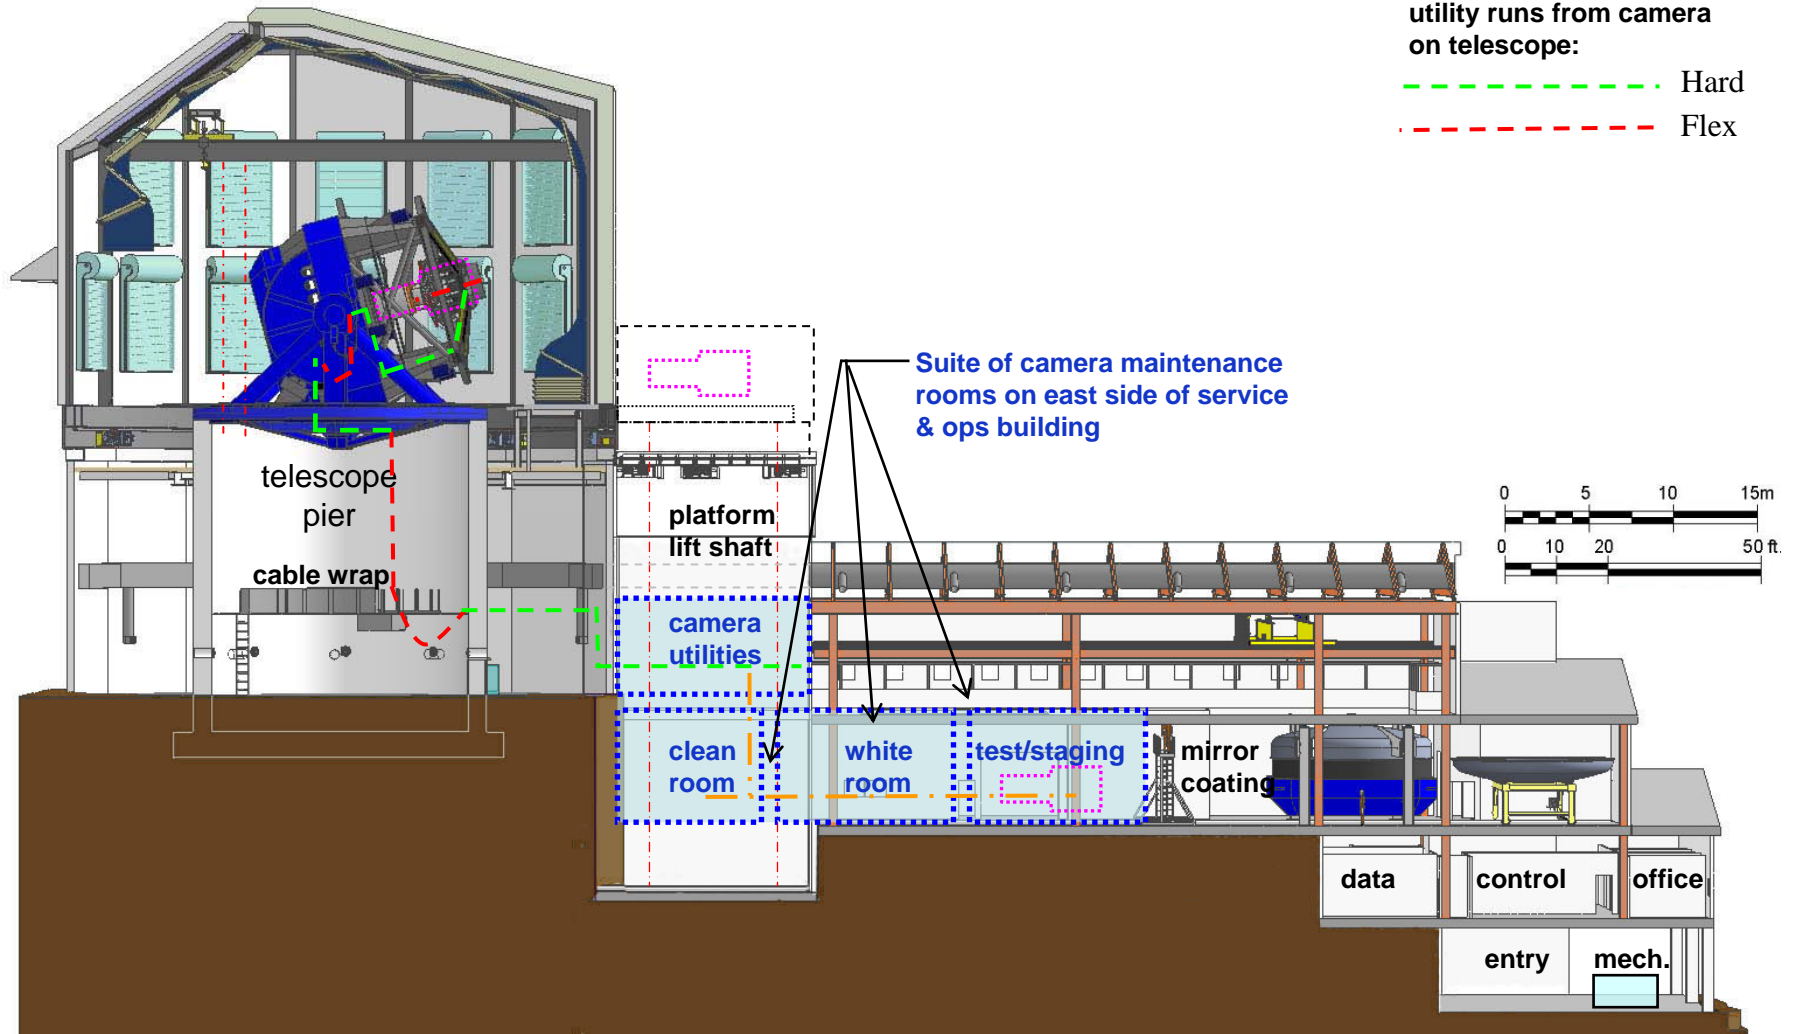 utility runs from camera
on telescope:
Hard
Flex
Suite of camera maintenance
rooms on east side of service
& ops building
telescope
pier
cable wrap
platform
lift shaft
0 5 10 15m
0 10 20 50 ft.
camera
utilities
clean
room
white
room
test/staging
mirror
coating
data
control
office
entry
mech.